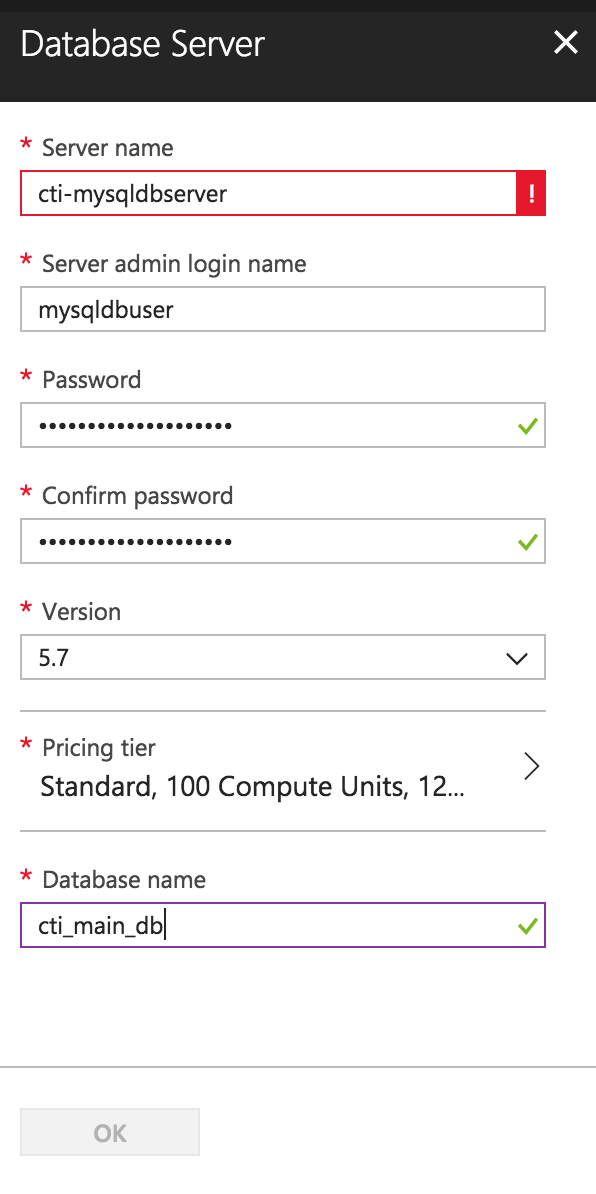 Database Server
* Server name
cti-mysqldbserver
!
* Server admin login name
mysqldbuser
* Password
••••••••••••••••••••
* Confirm password
••••••••••••••••••••
* Version
5.7
* Pricing tier
Standard, 100 Compute Units, 12...
* Database name
cti_main_db
OK